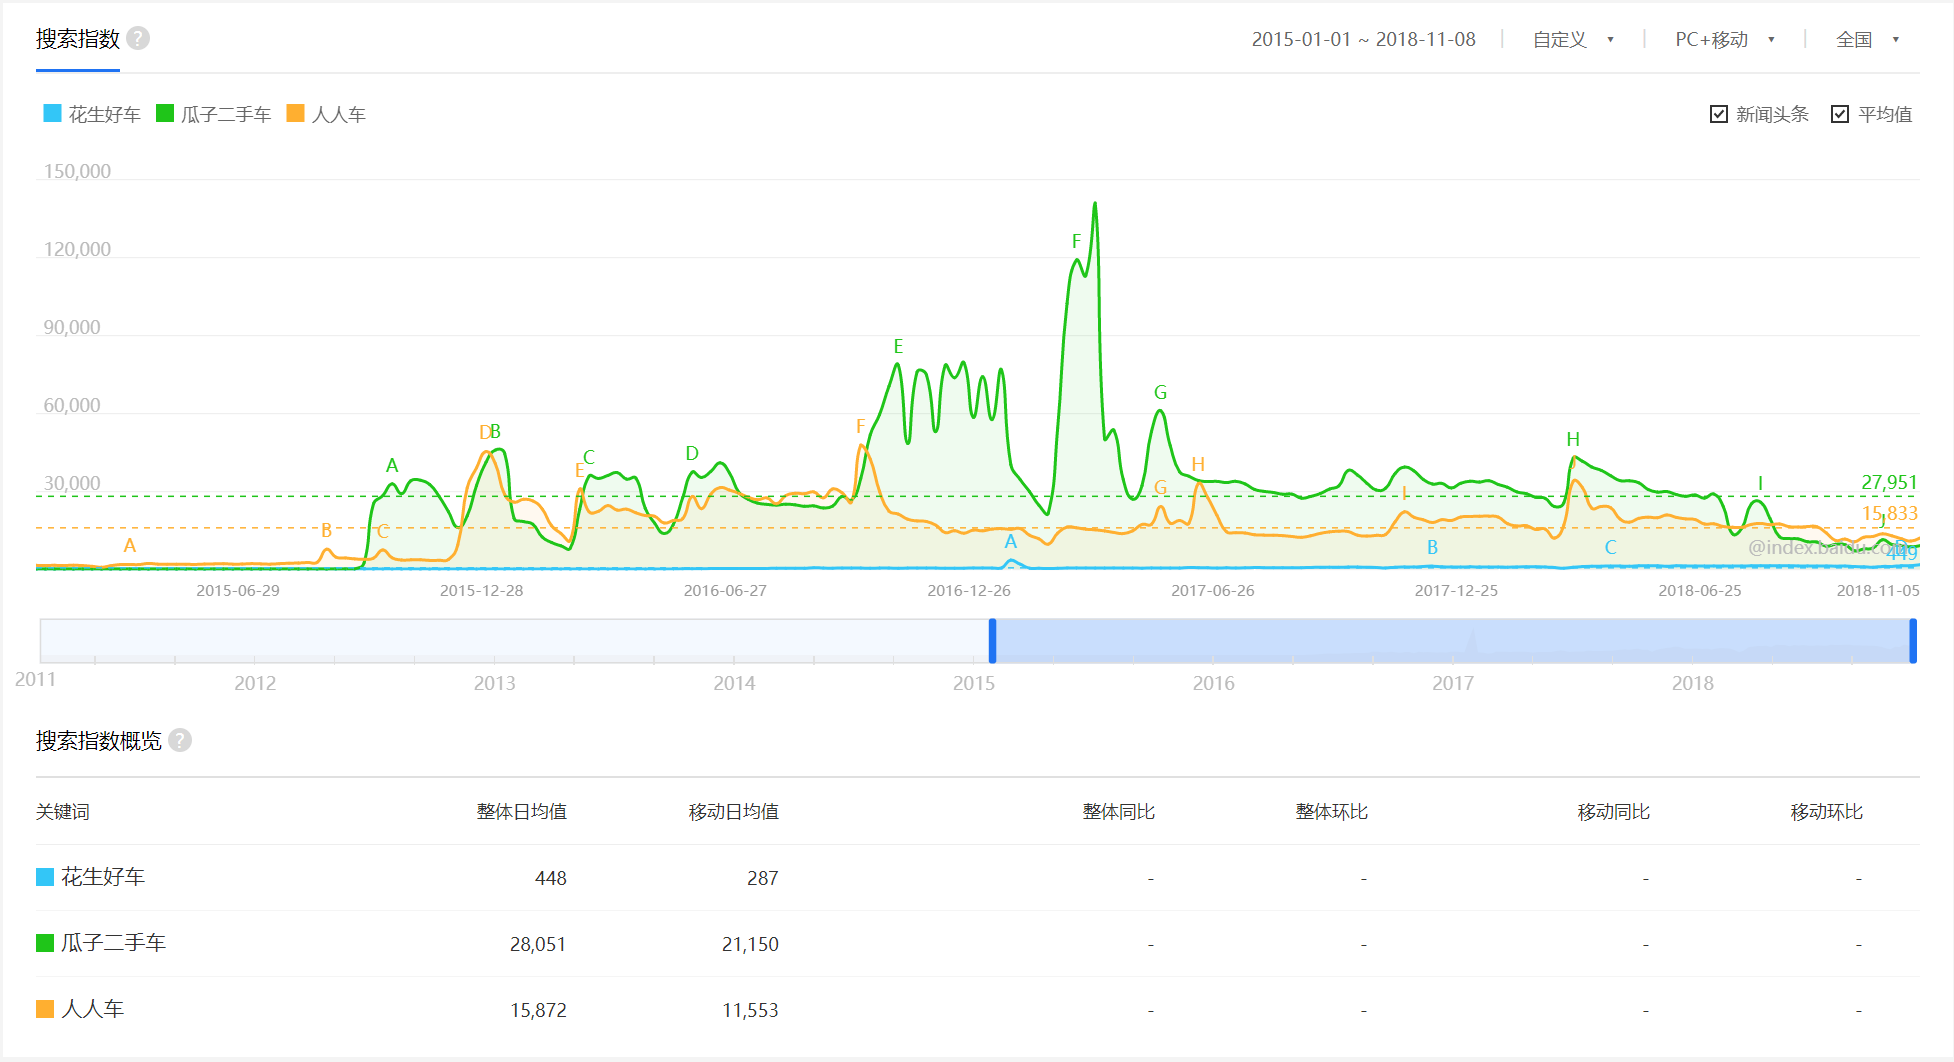 搜索指数 ?
2015-01-01 ~ 2018-11-08 自定义 PC+移动 全国
花生好车 瓜子二手车 人人车
新闻头条 平均值
150,000
120,000
90,000
60,000
30,000
A B C D E F G H I J
A B C D E F G H I
A B C D
27,951
15,833
449
@index.baidu.com
2015-06-29 2015-12-28 2016-06-27 2016-12-26 2017-06-26 2017-12-25 2018-06-25 2018-11-05
2011 2012 2013 2014 2015 2016 2017 2018
搜索指数概览 ?
关键词 整体日均值 移动日均值 整体同比 整体环比 移动同比 移动环比
花生好车 448 287 - - - -
瓜子二手车 28,051 21,150 - - - -
人人车 15,872 11,553 - - - -